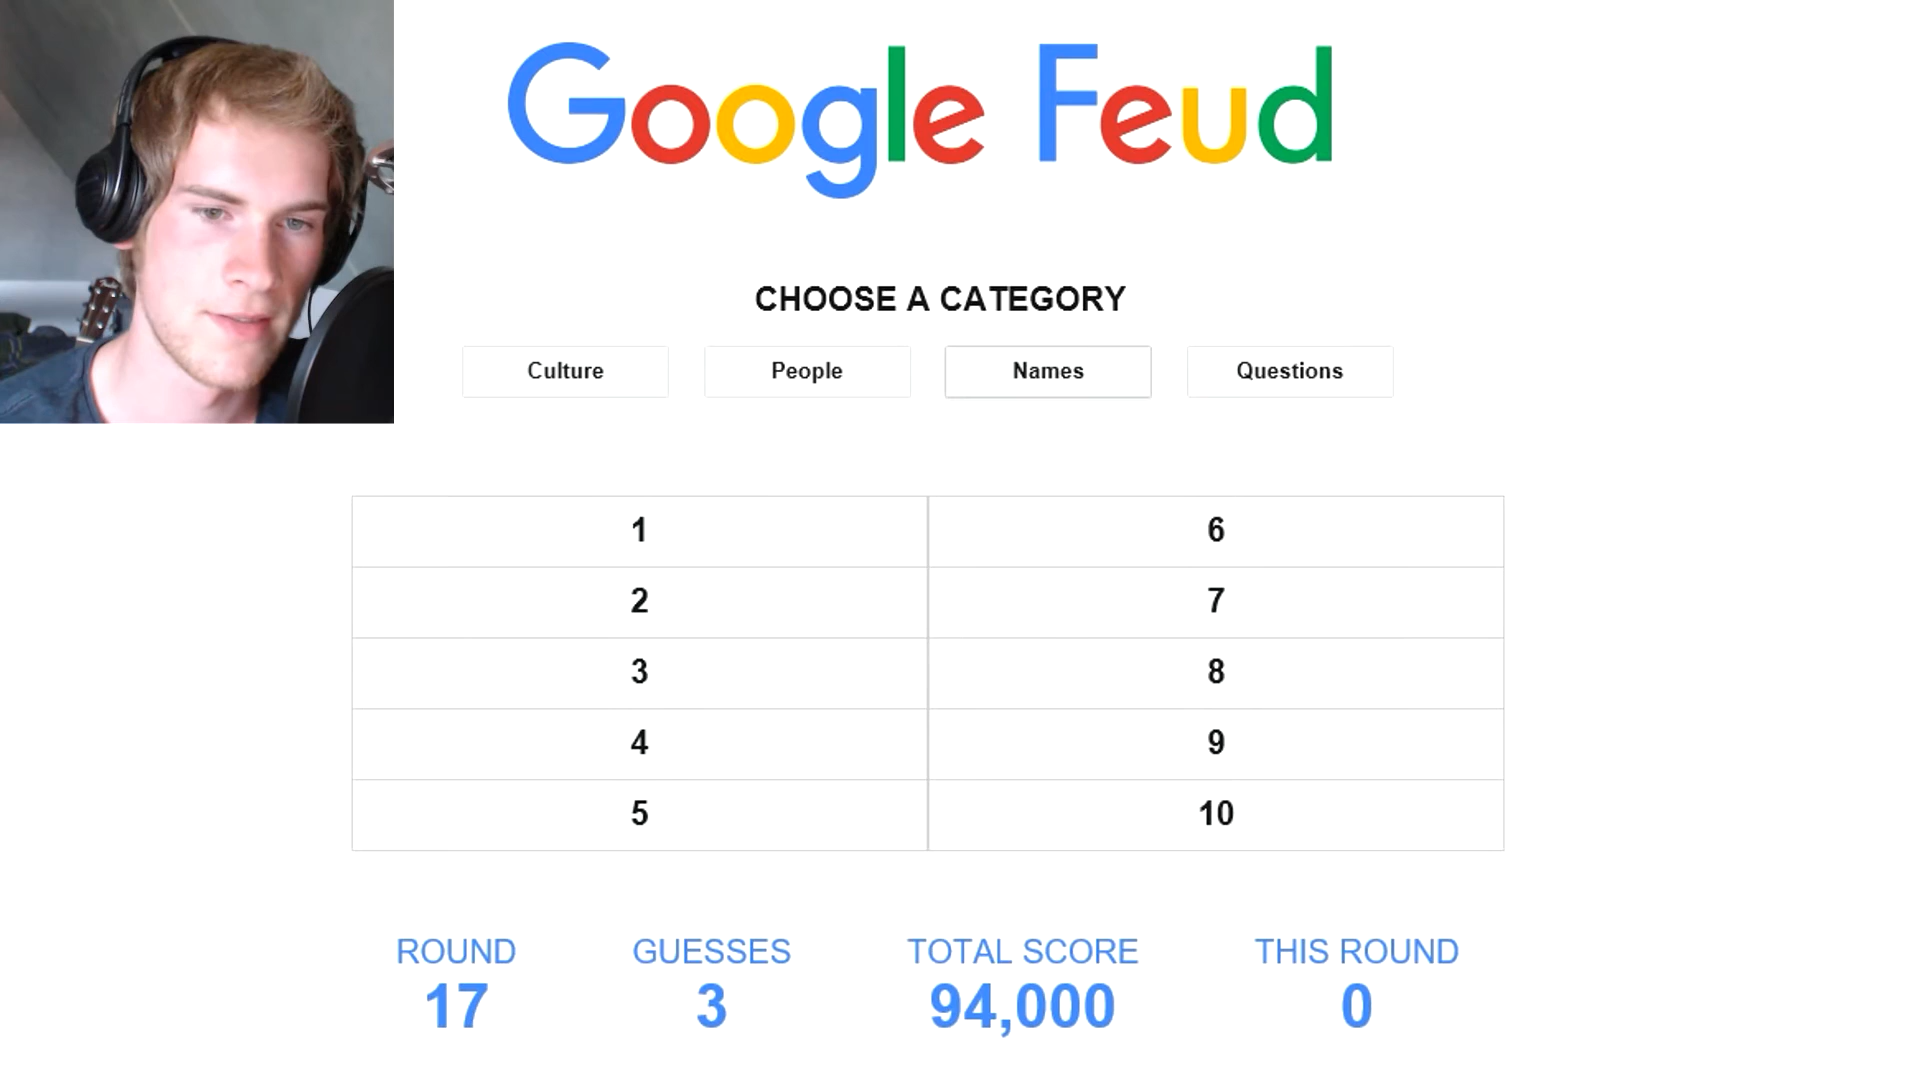 Google Feud
CHOOSE A CATEGORY
Culture People Names Questions
1 6
2 7
3 8
4 9
5 10
ROUND GUESSES TOTAL SCORE THIS ROUND
17 3 94,000 0